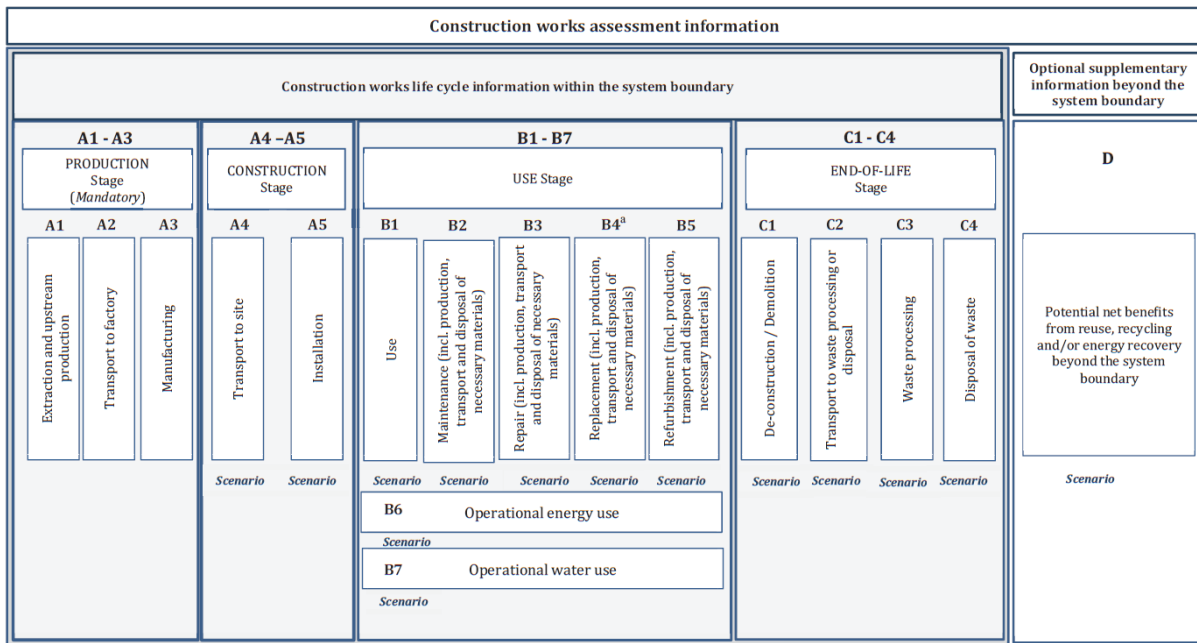 Construction works assessment information
Construction works life cycle information within the system boundary
Optional supplementary
information beyond the
system boundary
A1 - A3
PRODUCTION
Stage
(Mandatory)
A1
A2
A3
Extraction and upstream
production
Transport to factory
Manufacturing
A4 –A5
CONSTRUCTION
Stage
A4
A5
Transport to site
Installation
Scenario
Scenario
B1 - B7
USE Stage
B1
B2
B3
B4ᵃ
B5
Use
Maintenance (incl. production,
transport and disposal of
necessary materials)
Repair (incl. production, transport
and disposal of necessary
materials)
Replacement (incl. production,
transport and disposal of
necessary materials)
Refurbishment (incl. production,
transport and disposal of
necessary materials)
Scenario
Scenario
Scenario
Scenario
Scenario
B6 Operational energy use
Scenario
B7 Operational water use
Scenario
C1 - C4
END-OF-LIFE
Stage
C1
C2
C3
C4
De-construction / Demolition
Transport to waste processing or
disposal
Waste processing
Disposal of waste
Scenario
Scenario
Scenario
Scenario
D
Potential net benefits
from reuse, recycling
and/or energy recovery
beyond the system
boundary
Scenario